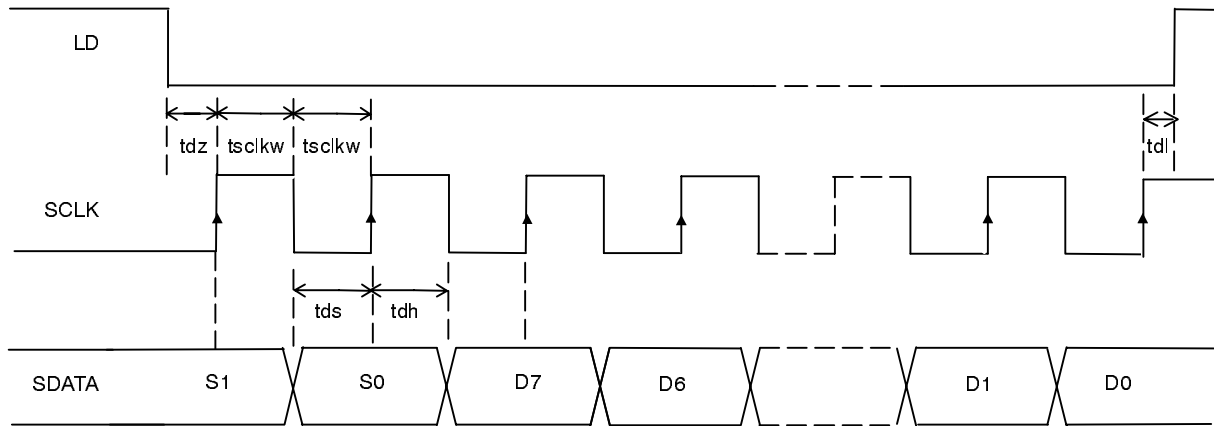 LD
tdz tsclkw tsclkw tdl
SCLK
tds tdh
SDATA S1 S0 D7 D6 D1 D0